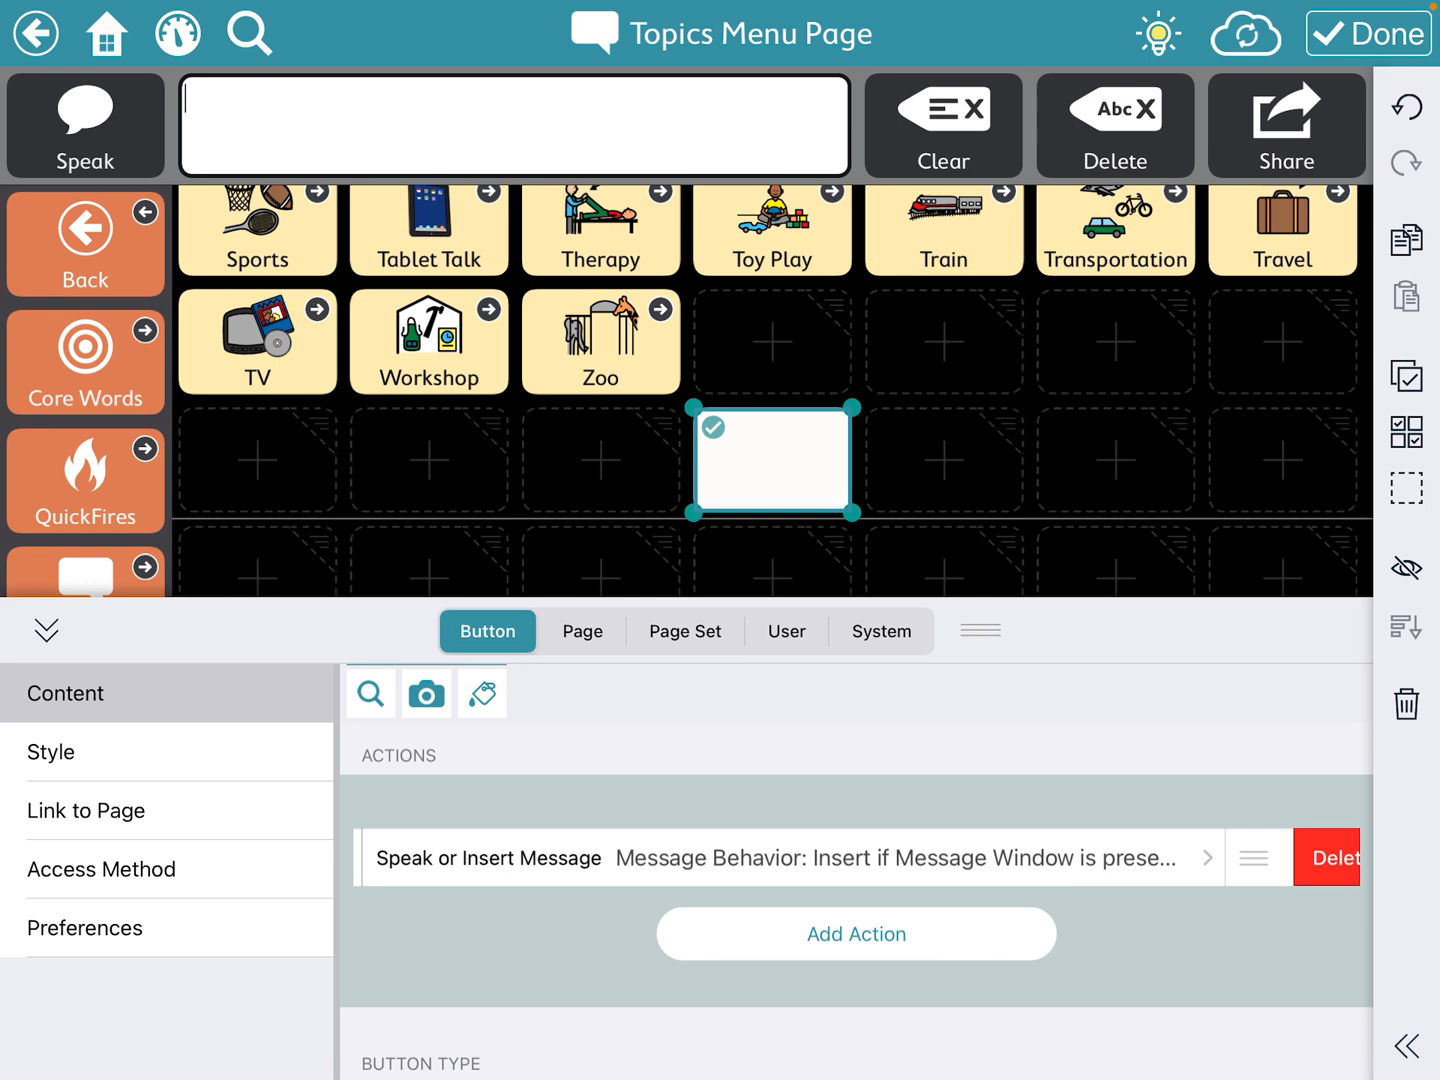 Topics Menu Page
Done
Speak
Clear
Abc X
Delete
Share
Back
Core Words
QuickFires
Sports
Tablet Talk
Therapy
Toy Play
Train
Transportation
Travel
TV
Workshop
Zoo
Button
Page
Page Set
User
System
Content
Style
Link to Page
Access Method
Preferences
ACTIONS
Speak or Insert Message Message Behavior: Insert if Message Window is prese...
Delet
Add Action
BUTTON TYPE